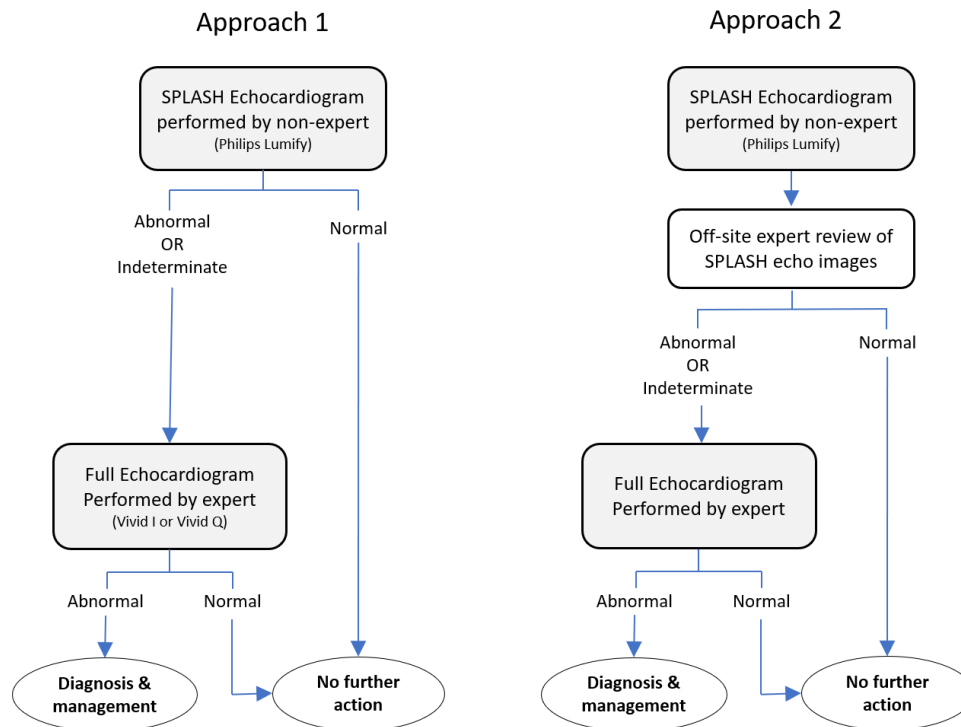 Approach 1
SPLASH Echocardiogram
performed by non-expert
(Philips Lumify)
Abnormal
OR
Indeterminate
Normal
Full Echocardiogram
Performed by expert
(Vivid I or Vivid Q)
Abnormal
Normal
Diagnosis &
management
No further
action
Approach 2
SPLASH Echocardiogram
performed by non-expert
(Philips Lumify)
Off-site expert review of
SPLASH echo images
Abnormal
OR
Indeterminate
Normal
Full Echocardiogram
Performed by expert
Abnormal
Normal
Diagnosis &
management
No further
action